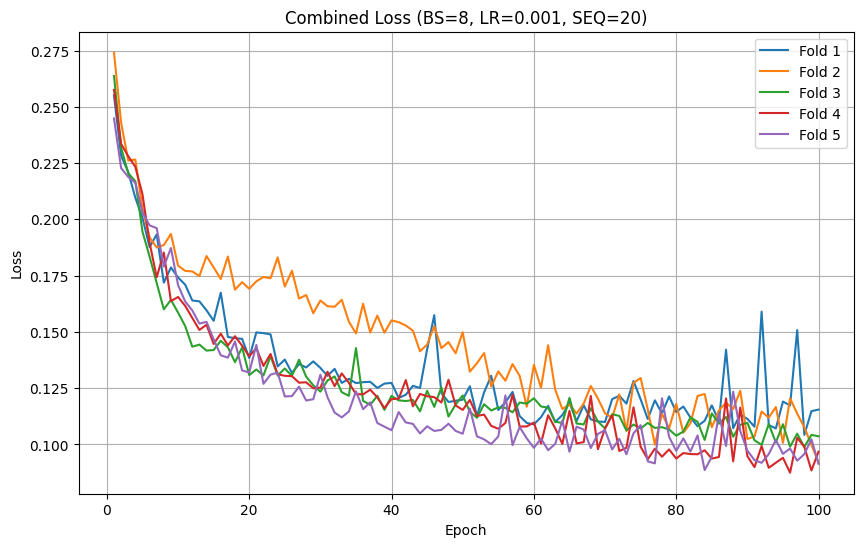 Combined Loss (BS=8, LR=0.001, SEQ=20)
Fold 1
Fold 2
Fold 3
Fold 4
Fold 5
Loss
0.275
0.250
0.225
0.200
0.175
0.150
0.125
0.100
0 20 40 60 80 100
Epoch